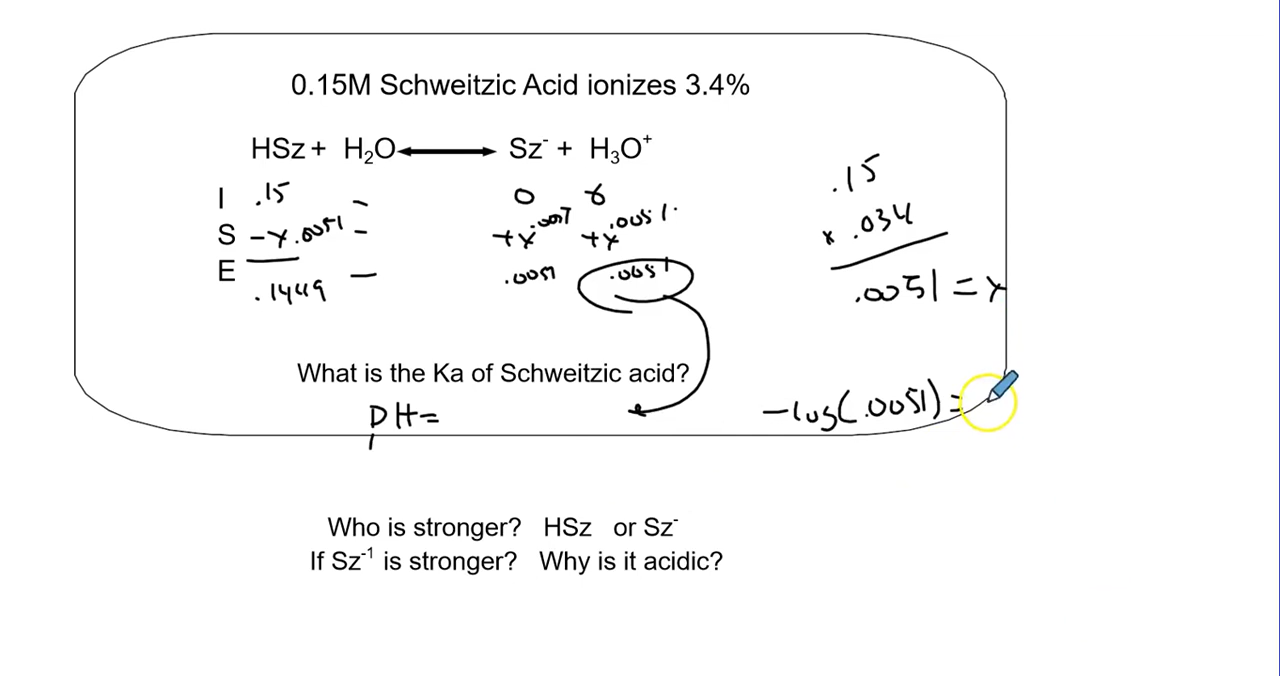 0.15M Schweitzic Acid ionizes 3.4%
HSz + H₂O ⟷ Sz⁻ + H₃O⁺
I .15 – 0 0
S -x .0051 – +x .0051 +x .0051
E .1449 – .0051 .0051
.15
x .034
.0051 = x
What is the Ka of Schweitzic acid?
pH=
-log(.0051)=
Who is stronger? HSz or Sz⁻
If Sz⁻¹ is stronger? Why is it acidic?